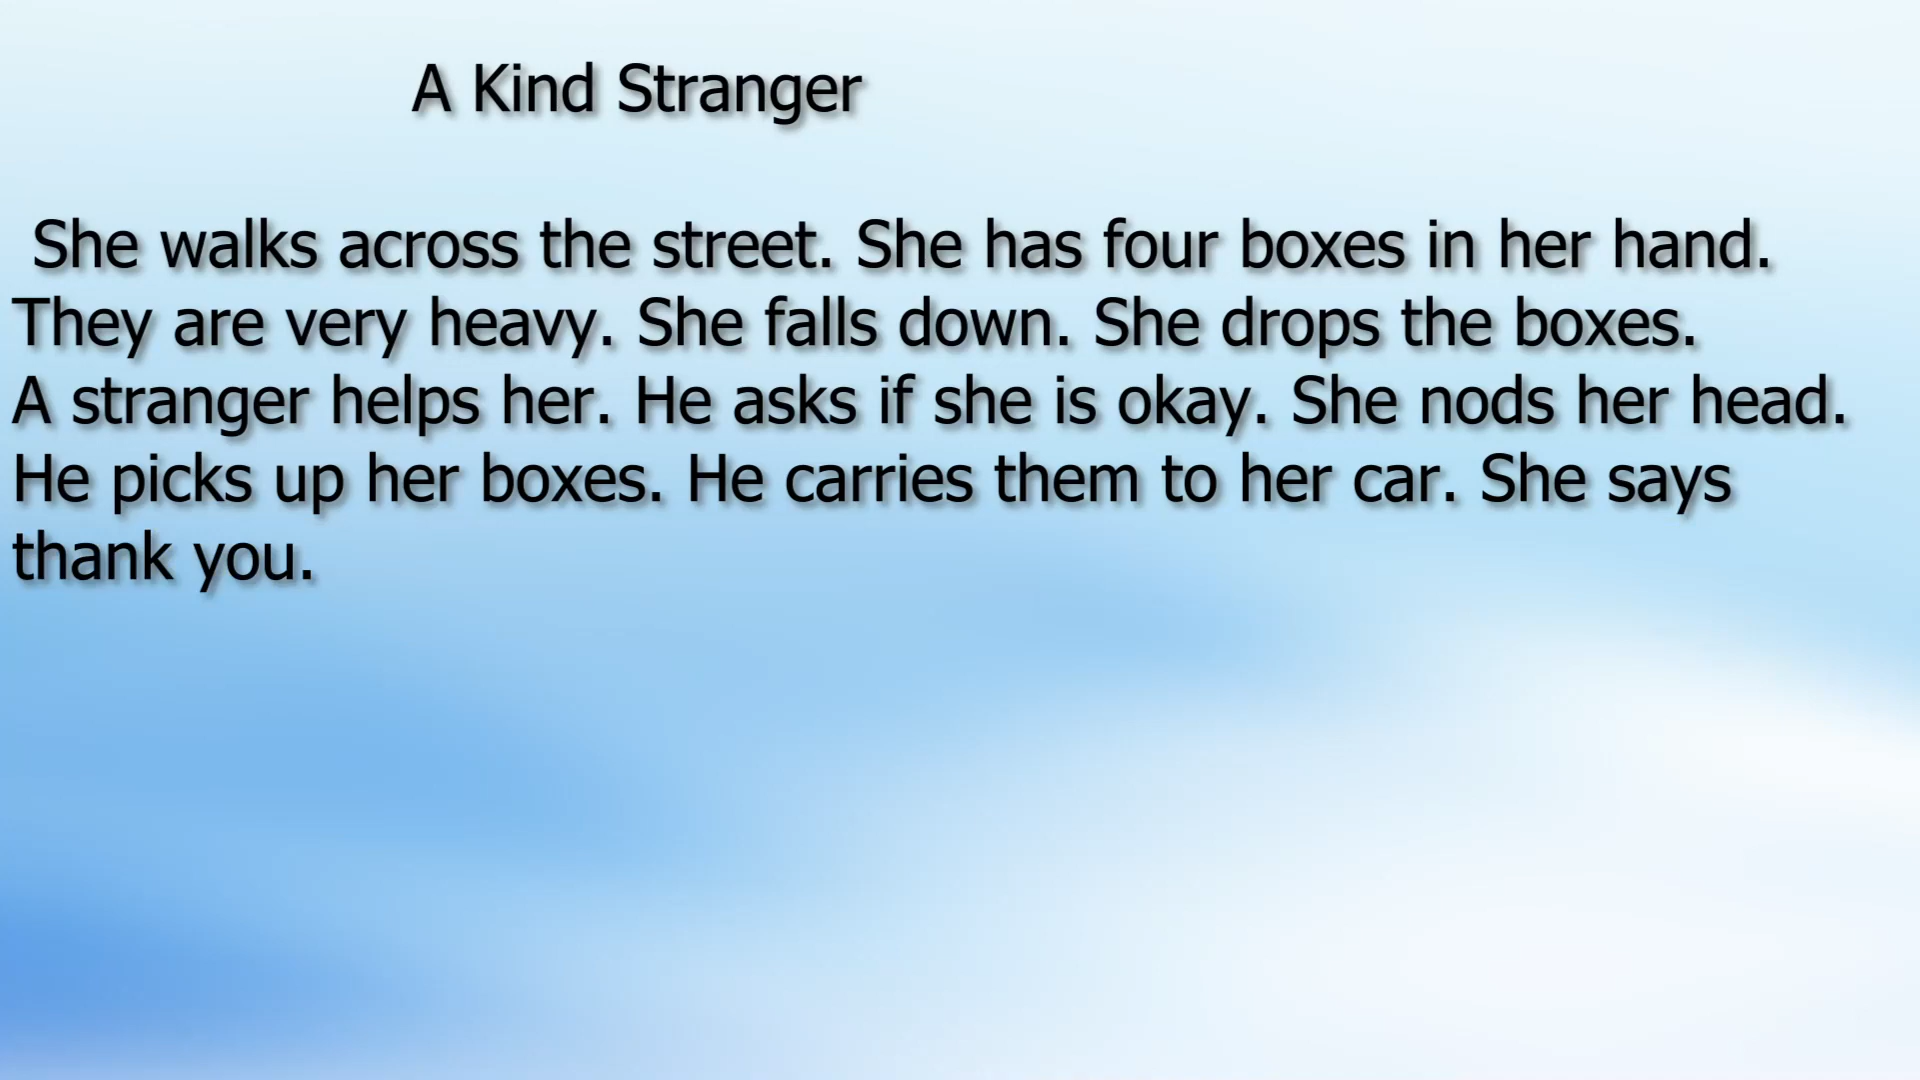 A Kind Stranger
She walks across the street. She has four boxes in her hand.
They are very heavy. She falls down. She drops the boxes.
A stranger helps her. He asks if she is okay. She nods her head.
He picks up her boxes. He carries them to her car. She says
thank you.